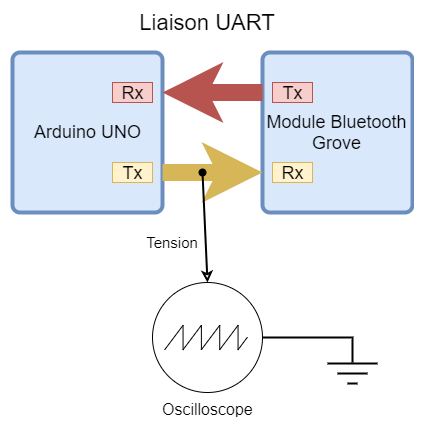 Liaison UART
Rx
Tx
Arduino UNO
Module Bluetooth
Grove
Tx
Rx
Tension
Oscilloscope